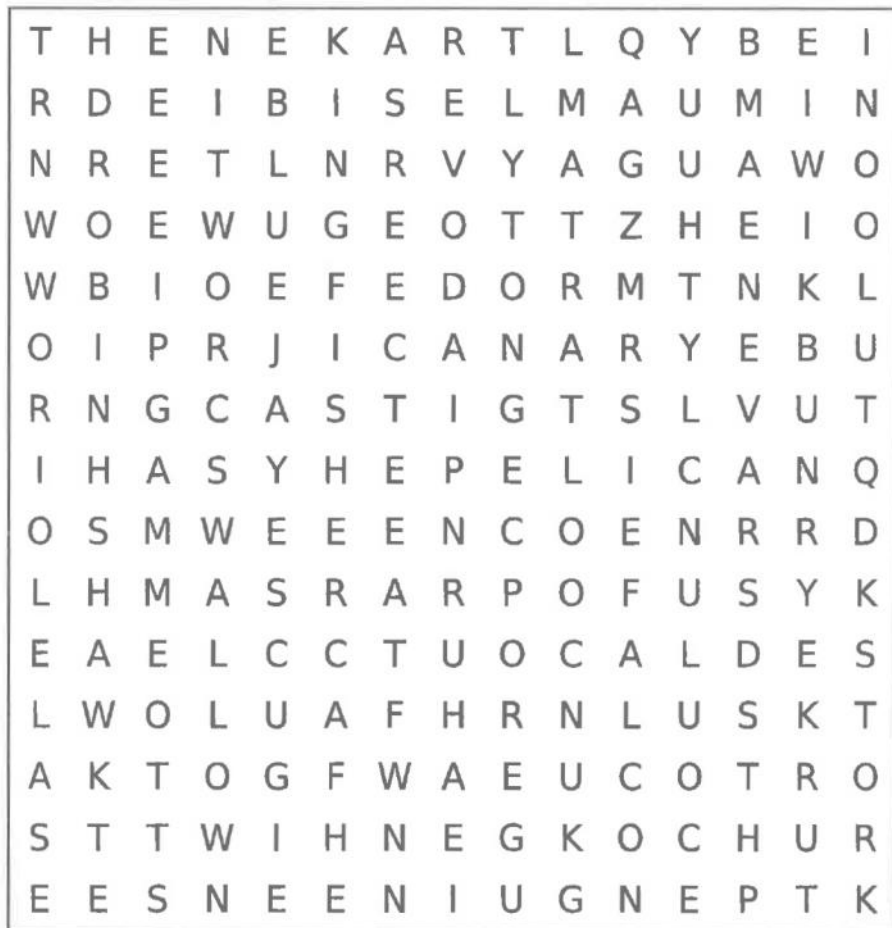 T H E N E K A R T L Q Y B E I
R D E I B I S E L M A U M I N
N R E T L N R V Y A G U A W O
W O E W U G E O T T Z H E I O
W B I O E F E D O R M T N K L
O I P R J I C A N A R Y E B U
R N G C A S T I G T S L V U T
I H A S Y H E P E L I C A N Q
O S M W E E E N C O E N R R D
L H M A S R A R P O F U S Y K
E A E L C C T U O C A L D E S
L W O L U A F H R N L U S K T
A K T O G F W A E U C O T R O
S T T W I H N E G K O C H U R
E E S N E E N I U G N E P T K